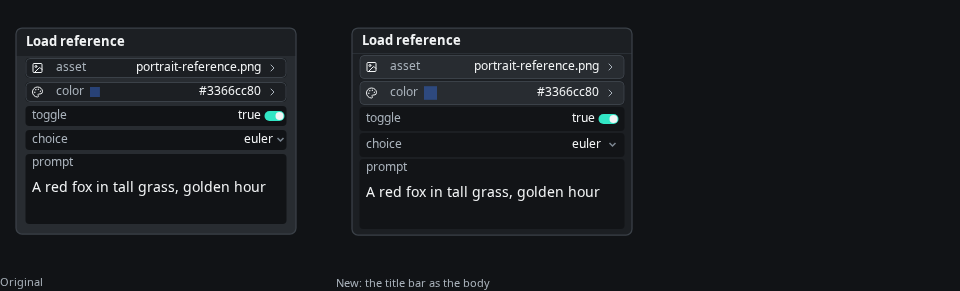 Load reference
asset portrait-reference.png
color #3366cc80
toggle true
choice euler
prompt
A red fox in tall grass, golden hour
Original
Load reference
asset portrait-reference.png
color #3366cc80
toggle true
choice euler
prompt
A red fox in tall grass, golden hour
New: the title bar as the body